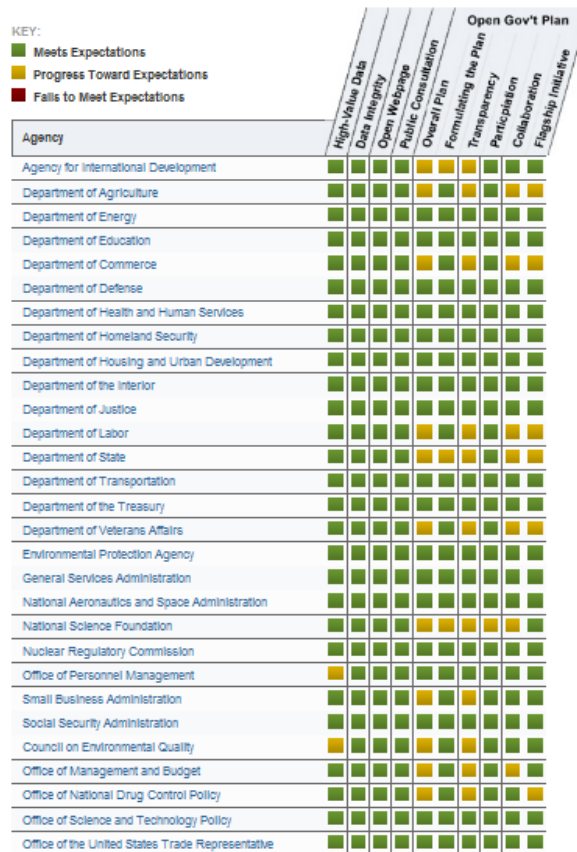 KEY:
Meets Expectations
Progress Toward Expectations
Fails to Meet Expectations
Open Gov't Plan
High-Value Data
Data Integrity
Open Webpage
Public Consultation
Overall Plan
Formulating the Plan
Transparency
Particpiation
Collaboration
Flagship Initiative
Agency
Agency for International Development
Department of Agriculture
Department of Energy
Department of Education
Department of Commerce
Department of Defense
Department of Health and Human Services
Department of Homeland Security
Department of Housing and Urban Development
Department of the Interior
Department of Justice
Department of Labor
Department of State
Department of Transportation
Department of the Treasury
Department of Veterans Affairs
Environmental Protection Agency
General Services Administration
National Aeronautics and Space Administration
National Science Foundation
Nuclear Regulatory Commission
Office of Personnel Management
Small Business Administration
Social Security Administration
Council on Environmental Quality
Office of Management and Budget
Office of National Drug Control Policy
Office of Science and Technology Policy
Office of the United States Trade Representative